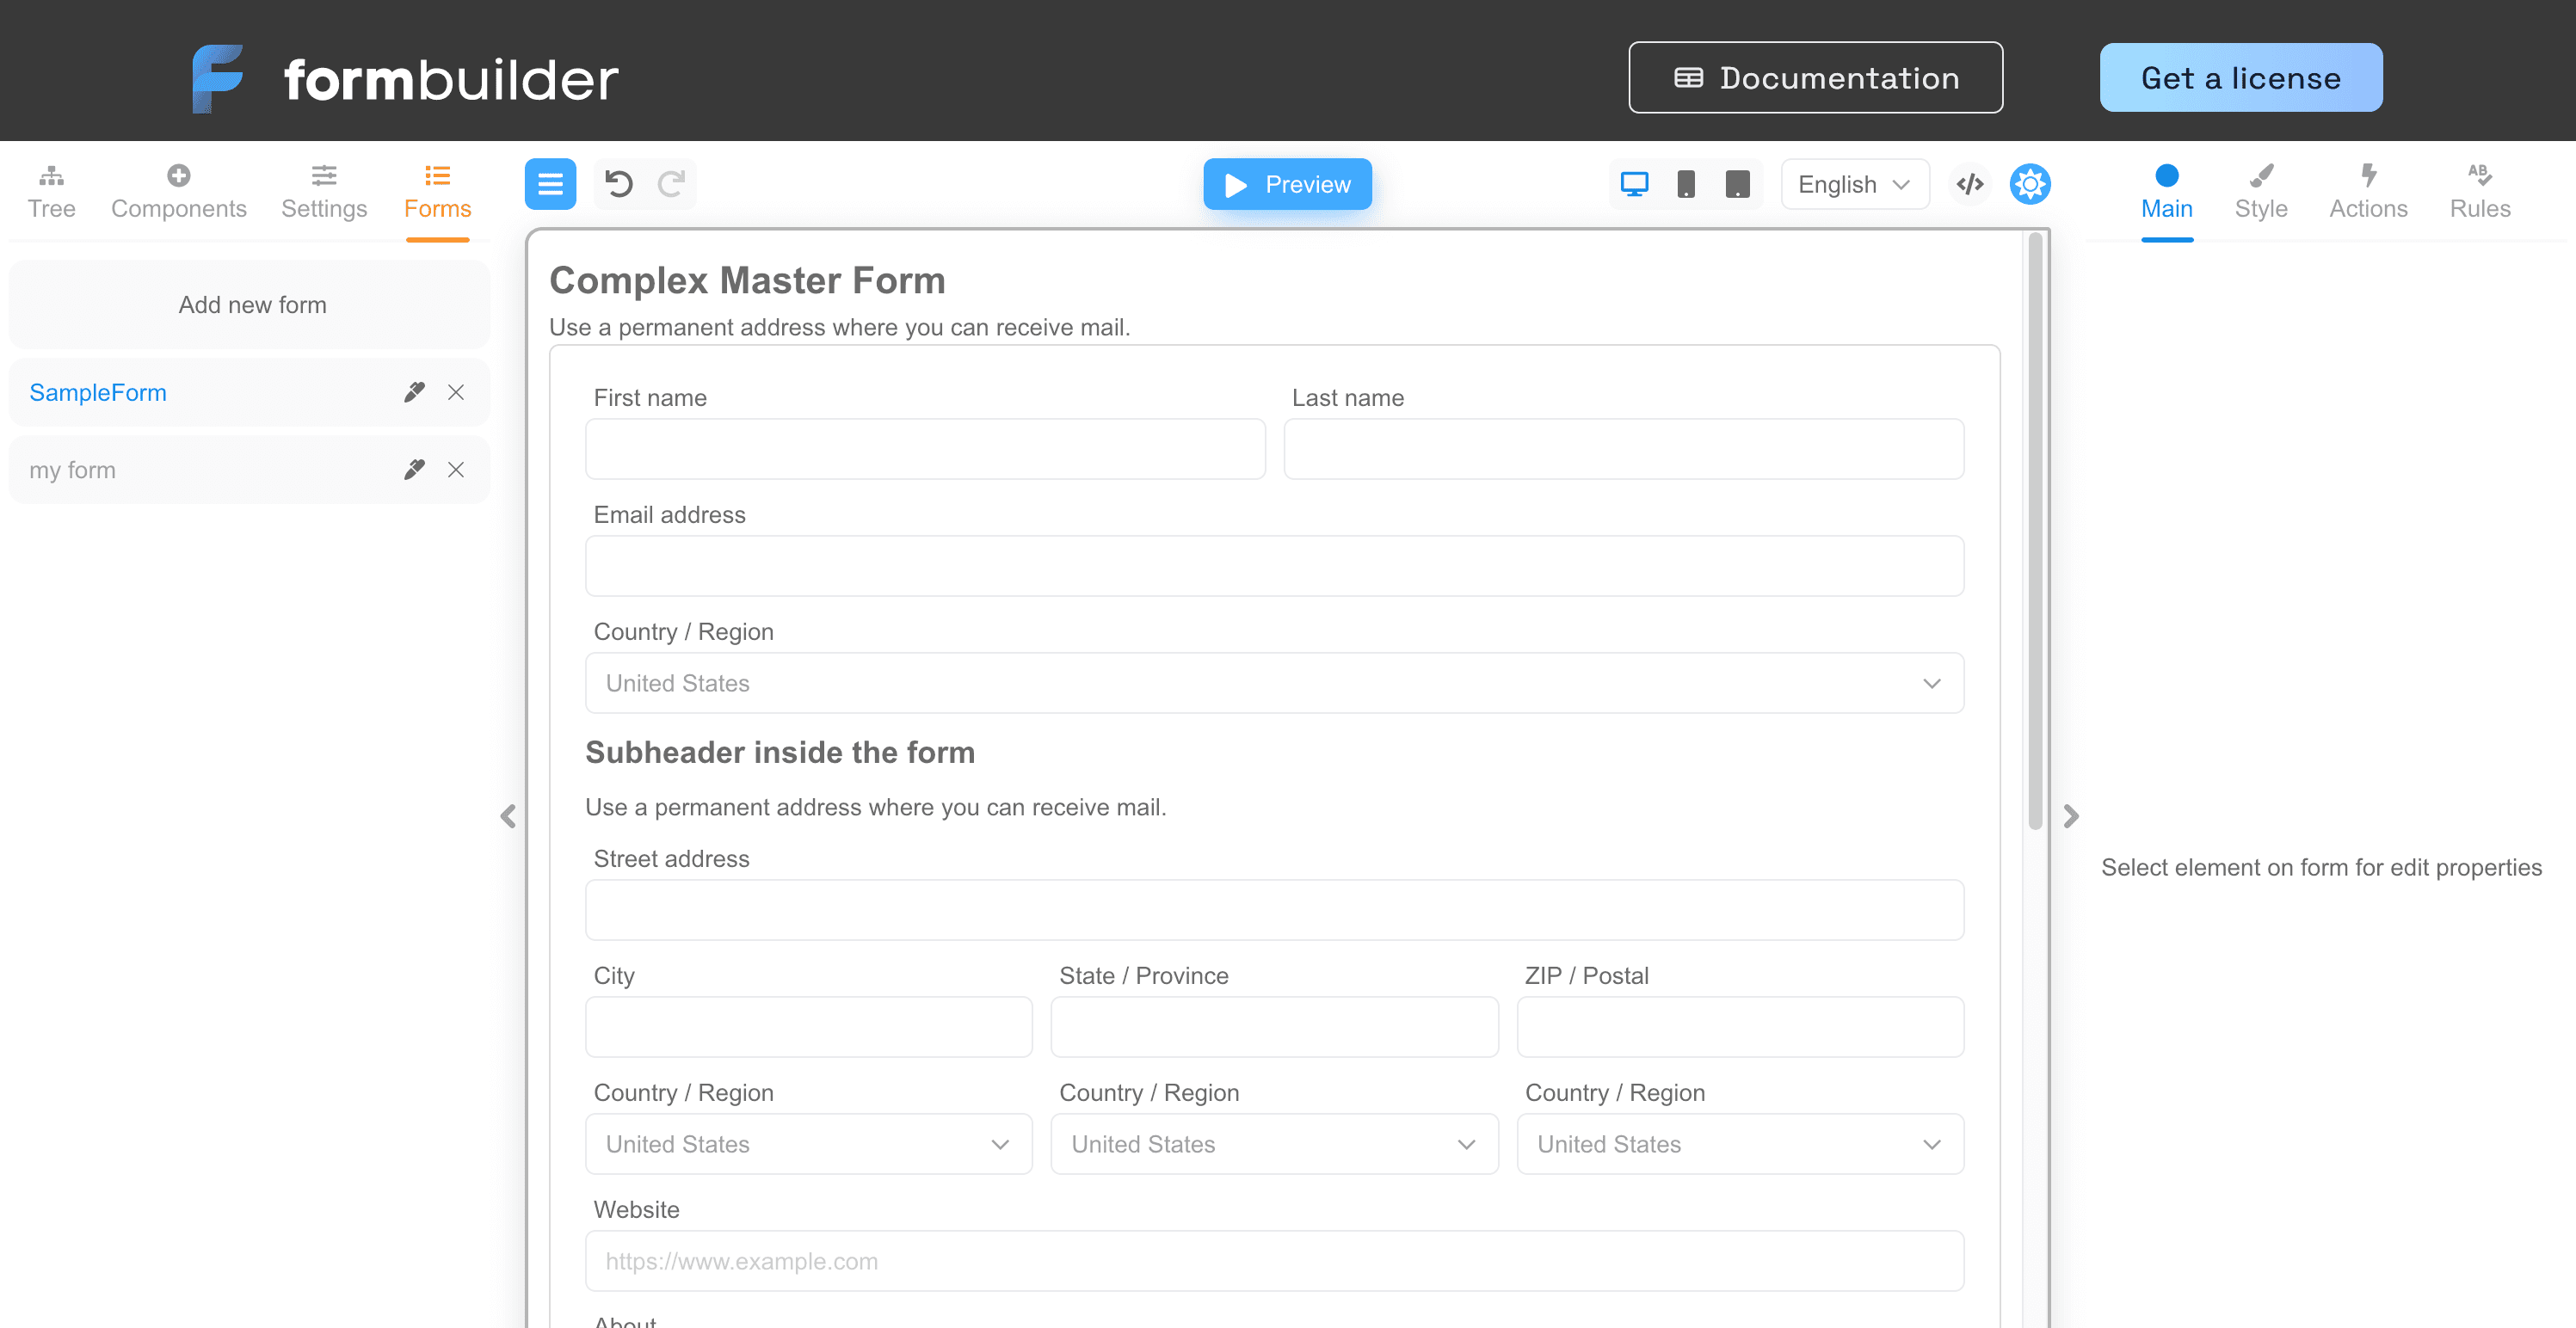 formbuilder
Documentation
Get a license
Tree
Components
Settings
Forms
Preview
English
</>
Main
Style
Actions
AB
Rules
Add new form
SampleForm
my form
Complex Master Form
Use a permanent address where you can receive mail.
First name
Last name
Email address
Country / Region
United States
Subheader inside the form
Use a permanent address where you can receive mail.
Street address
City
State / Province
ZIP / Postal
Country / Region
Country / Region
Country / Region
United States
United States
United States
Website
https://www.example.com
About
Select element on form for edit properties